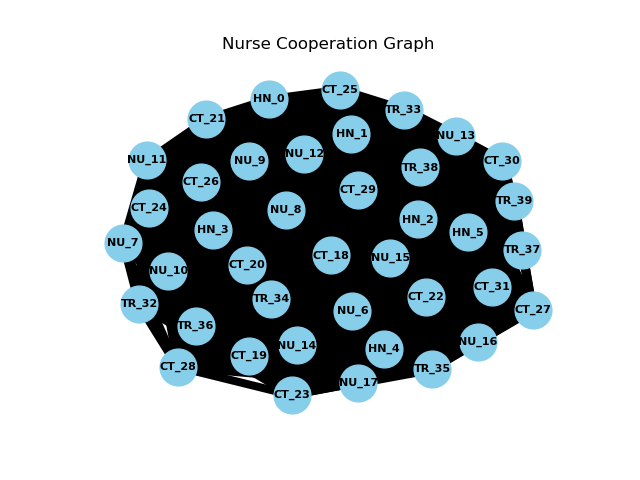 Nurse Cooperation Graph
CT_25
HN_0
TR_33
CT_21
HN_1
NU_13
NU_12
NU_11
NU_9
CT_30
TR_38
CT_26
CT_29
TR_39
CT_24
NU_8
HN_2
HN_3
HN_5
NU_7
TR_37
CT_18
NU_15
CT_20
NU_10
CT_31
CT_22
TR_34
TR_32
CT_27
NU_6
TR_36
NU_16
NU_14
HN_4
CT_19
CT_28
TR_35
NU_17
CT_23